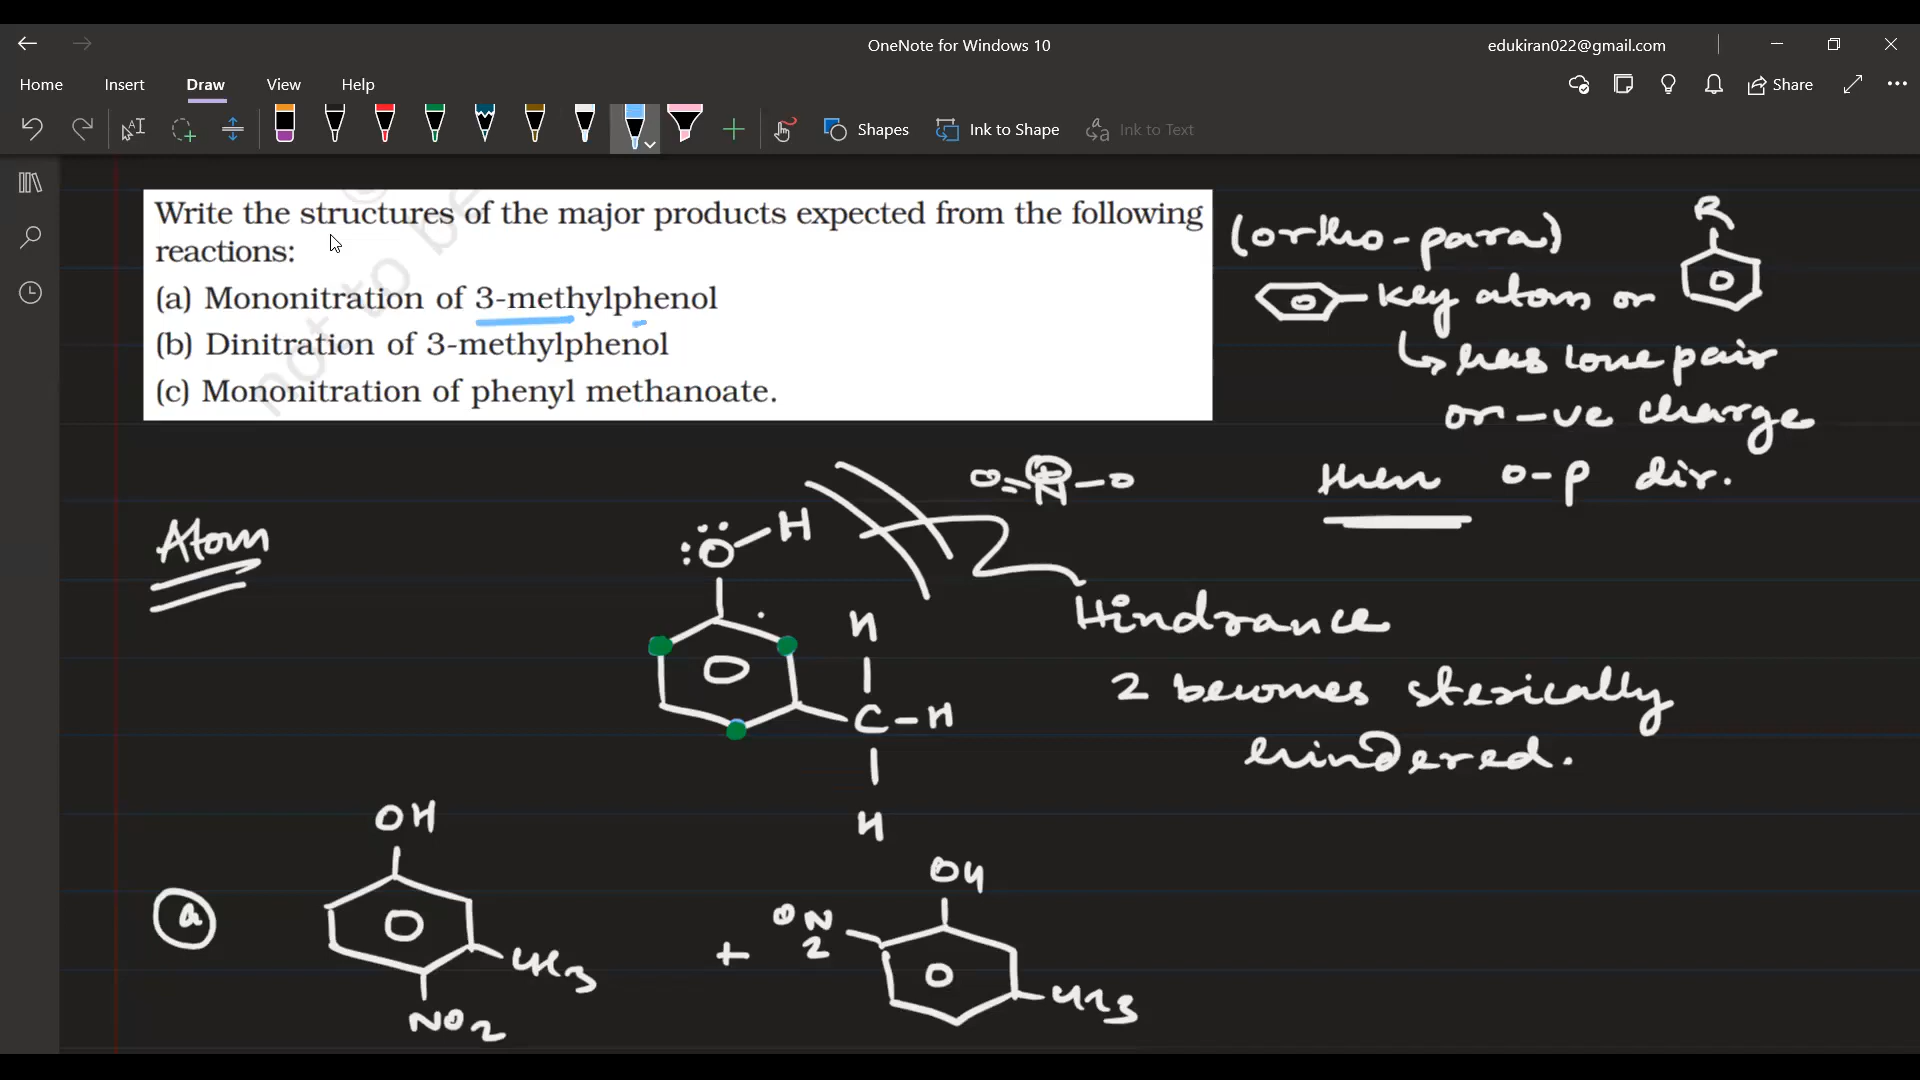 OneNote for Windows 10
edukiran022@gmail.com
Home Insert Draw View Help
Share
Shapes Ink to Shape Ink to Text
Write the structures of the major products expected from the following
reactions:
(a) Mononitration of 3-methylphenol
(b) Dinitration of 3-methylphenol
(c) Mononitration of phenyl methanoate.
not to be
(ortho-para)
R
key atom or
has lone pair
or -ve charge
then o-p dir.
Atom
O=N-O
:O-H
H
C-H
H
Hindrance
2 becomes sterically
hindered.
(a)
OH
CH3
NO2
+
OH
O2N
CH3